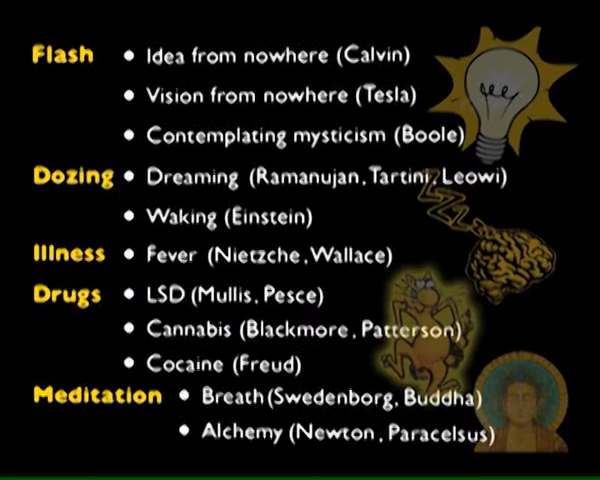 Flash • Idea from nowhere (Calvin)
• Vision from nowhere (Tesla)
• Contemplating mysticism (Boole)
Dozing • Dreaming (Ramanujan, Tartini, Leowi)
• Waking (Einstein)
Illness • Fever (Nietzche, Wallace)
Drugs • LSD (Mullis, Pesce)
• Cannabis (Blackmore, Patterson)
• Cocaine (Freud)
Meditation • Breath (Swedenborg, Buddha)
• Alchemy (Newton, Paracelsus)
ZZZ